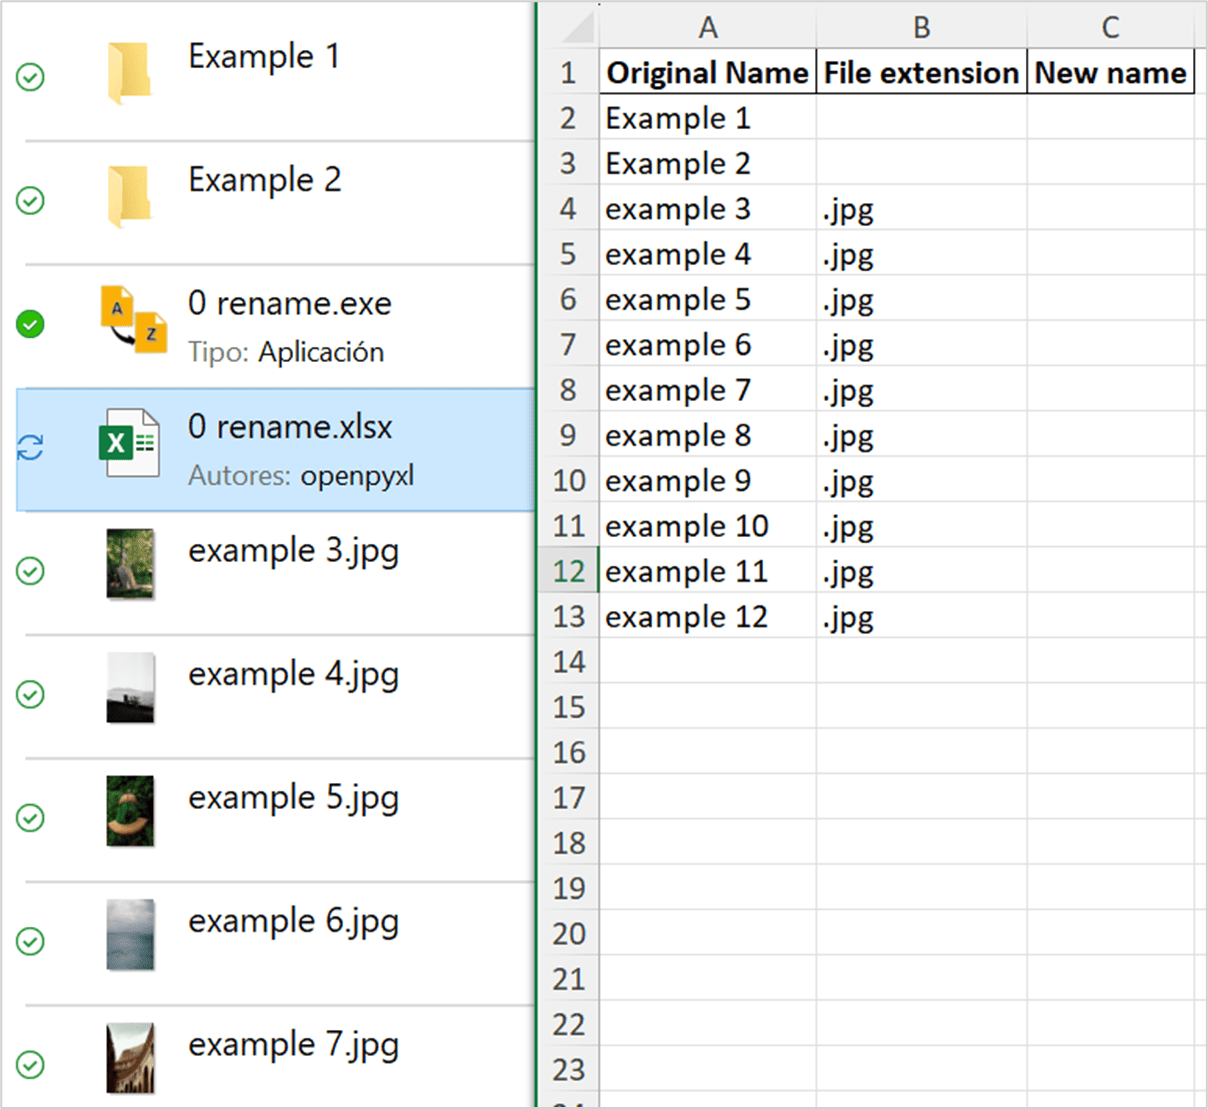 Example 1
Example 2
A
Z
0 rename.exe
Tipo: Aplicación
X
0 rename.xlsx
Autores: openpyxl
example 3.jpg
example 4.jpg
example 5.jpg
example 6.jpg
example 7.jpg
A B C
1 Original Name File extension New name
2 Example 1
3 Example 2
4 example 3 .jpg
5 example 4 .jpg
6 example 5 .jpg
7 example 6 .jpg
8 example 7 .jpg
9 example 8 .jpg
10 example 9 .jpg
11 example 10 .jpg
12 example 11 .jpg
13 example 12 .jpg
14
15
16
17
18
19
20
21
22
23